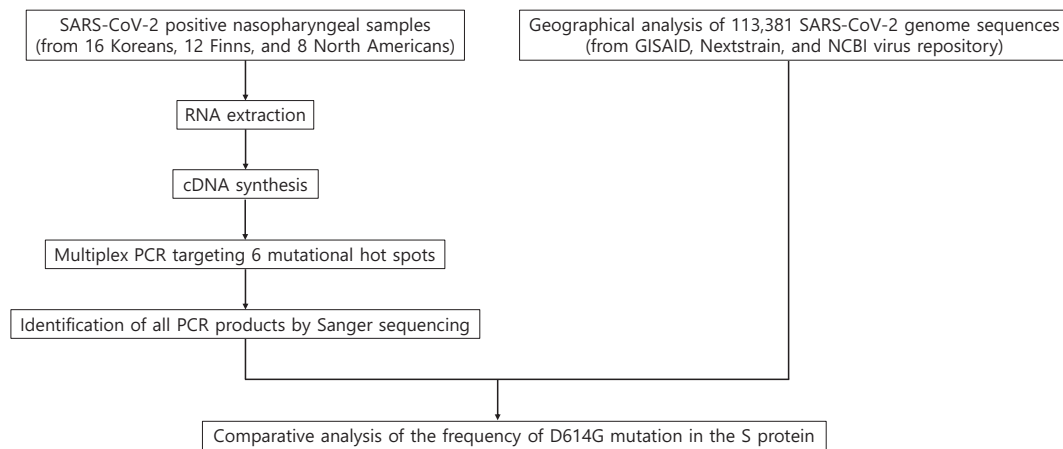 SARS-CoV-2 positive nasopharyngeal samples
(from 16 Koreans, 12 Finns, and 8 North Americans)
Geographical analysis of 113,381 SARS-CoV-2 genome sequences
(from GISAID, Nextstrain, and NCBI virus repository)
RNA extraction
cDNA synthesis
Multiplex PCR targeting 6 mutational hot spots
Identification of all PCR products by Sanger sequencing
Comparative analysis of the frequency of D614G mutation in the S protein